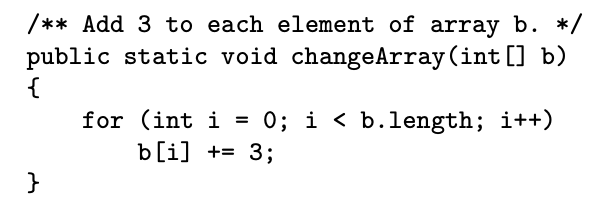 /** Add 3 to each element of array b. */
public static void changeArray(int[] b)
{
    for (int i = 0; i < b.length; i++)
        b[i] += 3;
}